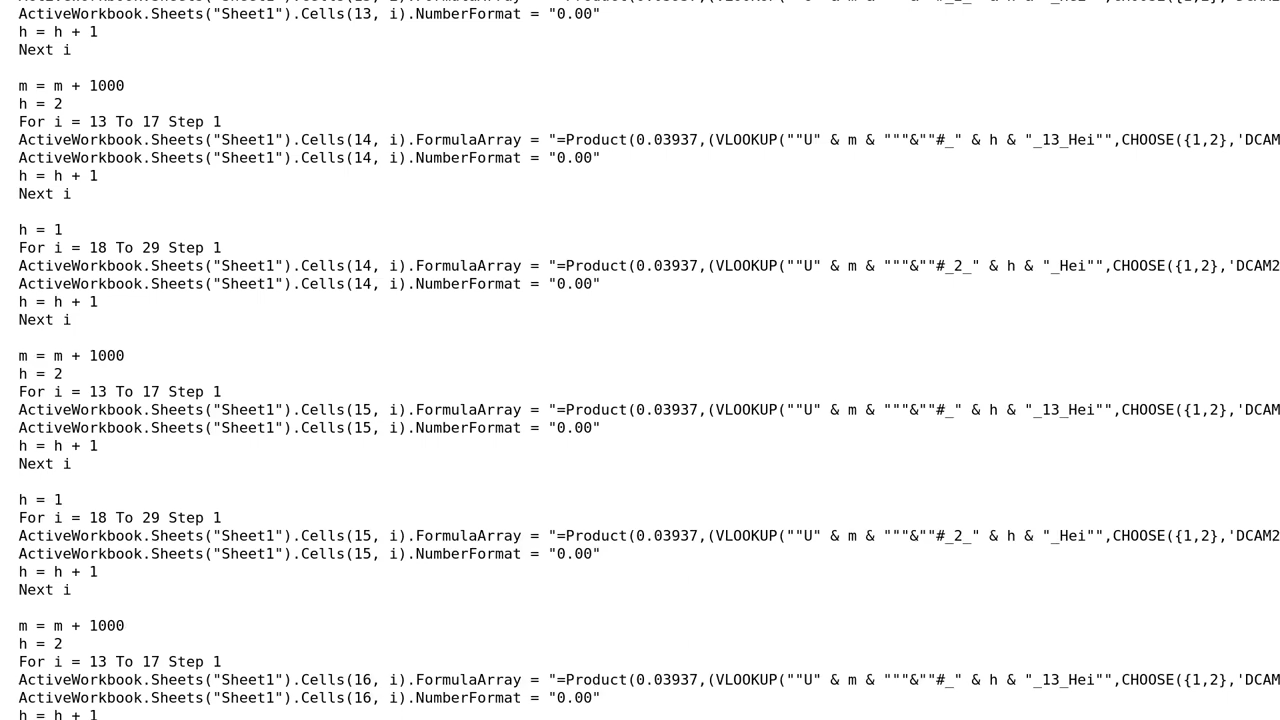 ActiveWorkbook.Sheets("Sheet1").Cells(13, i).NumberFormat = "0.00"
h = h + 1
Next i
m = m + 1000
h = 2
For i = 13 To 17 Step 1
ActiveWorkbook.Sheets("Sheet1").Cells(14, i).FormulaArray = "=Product(0.03937,(VLOOKUP(""U" & m & """&""#_" & h & "_13_Hei"",CHOOSE({1,2},'DCAM
ActiveWorkbook.Sheets("Sheet1").Cells(14, i).NumberFormat = "0.00"
h = h + 1
Next i
h = 1
For i = 18 To 29 Step 1
ActiveWorkbook.Sheets("Sheet1").Cells(14, i).FormulaArray = "=Product(0.03937,(VLOOKUP(""U" & m & """&""#_2_" & h & "_Hei"",CHOOSE({1,2},'DCAM2
ActiveWorkbook.Sheets("Sheet1").Cells(14, i).NumberFormat = "0.00"
h = h + 1
Next i
m = m + 1000
h = 2
For i = 13 To 17 Step 1
ActiveWorkbook.Sheets("Sheet1").Cells(15, i).FormulaArray = "=Product(0.03937,(VLOOKUP(""U" & m & """&""#_" & h & "_13_Hei"",CHOOSE({1,2},'DCAM
ActiveWorkbook.Sheets("Sheet1").Cells(15, i).NumberFormat = "0.00"
h = h + 1
Next i
h = 1
For i = 18 To 29 Step 1
ActiveWorkbook.Sheets("Sheet1").Cells(15, i).FormulaArray = "=Product(0.03937,(VLOOKUP(""U" & m & """&""#_2_" & h & "_Hei"",CHOOSE({1,2},'DCAM2
ActiveWorkbook.Sheets("Sheet1").Cells(15, i).NumberFormat = "0.00"
h = h + 1
Next i
m = m + 1000
h = 2
For i = 13 To 17 Step 1
ActiveWorkbook.Sheets("Sheet1").Cells(16, i).FormulaArray = "=Product(0.03937,(VLOOKUP(""U" & m & """&""#_" & h & "_13_Hei"",CHOOSE({1,2},'DCAM
ActiveWorkbook.Sheets("Sheet1").Cells(16, i).NumberFormat = "0.00"
h = h + 1